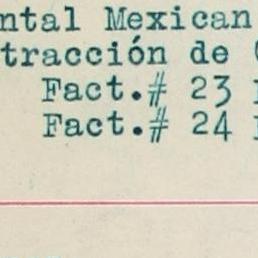 ntal Mexican
tracción de
Fact.# 23
Fact.# 24